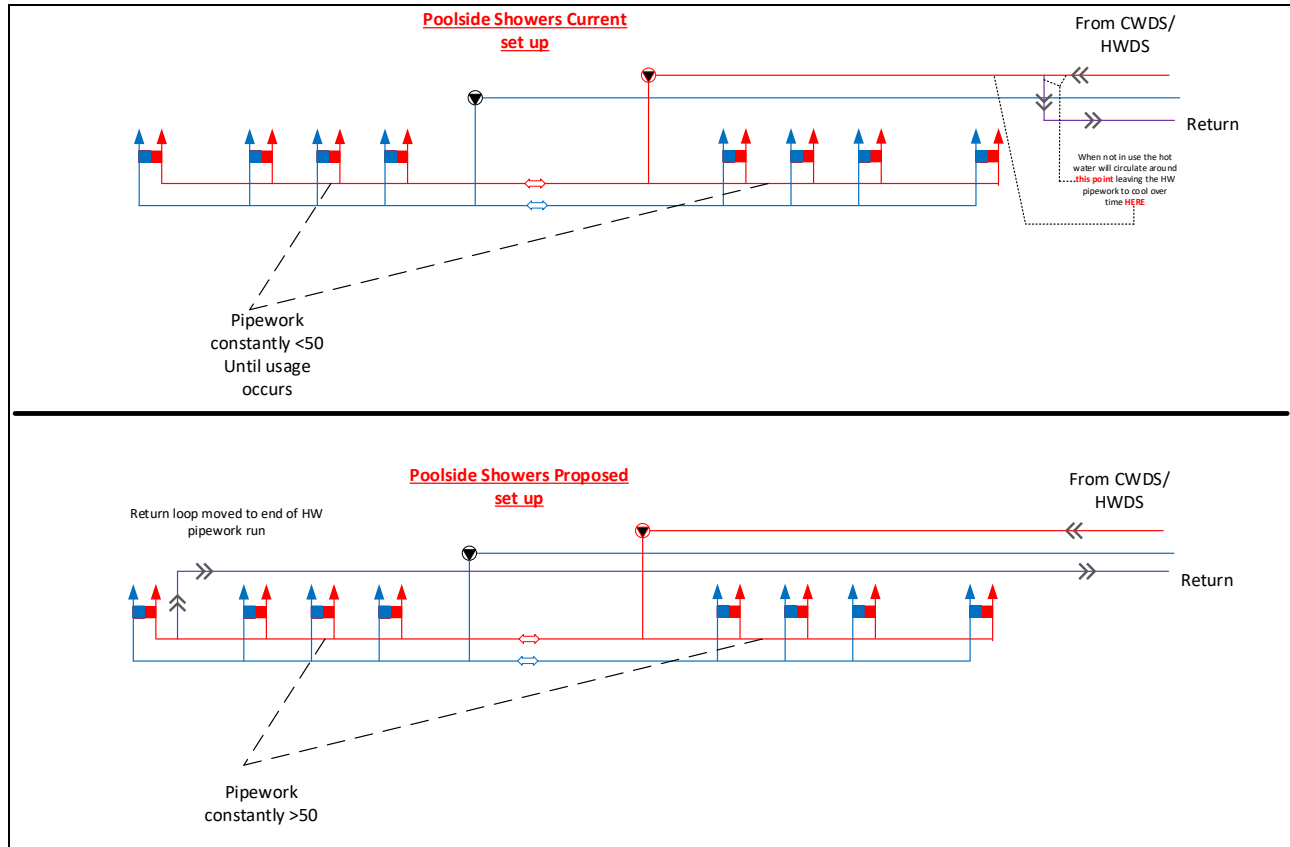 Poolside Showers Current
set up
From CWDS/
HWDS
Return
When not in use the hot
water will circulate around
this point leaving the HW
pipework to cool over
time HERE
Pipework
constantly <50
Until usage
occurs
Poolside Showers Proposed
set up
From CWDS/
HWDS
Return loop moved to end of HW
pipework run
Return
Pipework
constantly >50